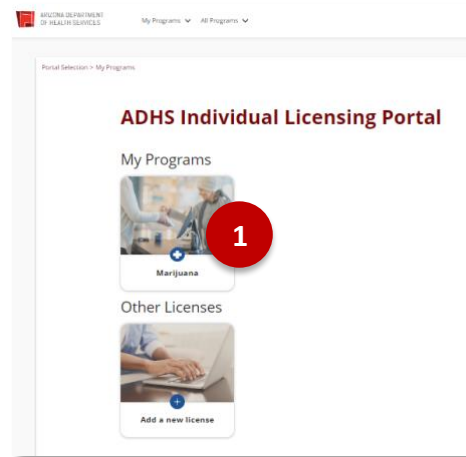 ARIZONA DEPARTMENT
OF HEALTH SERVICES
My Programs All Programs
Portal Selection > My Programs
ADHS Individual Licensing Portal
My Programs
1
Marijuana
Other Licenses
Add a new license